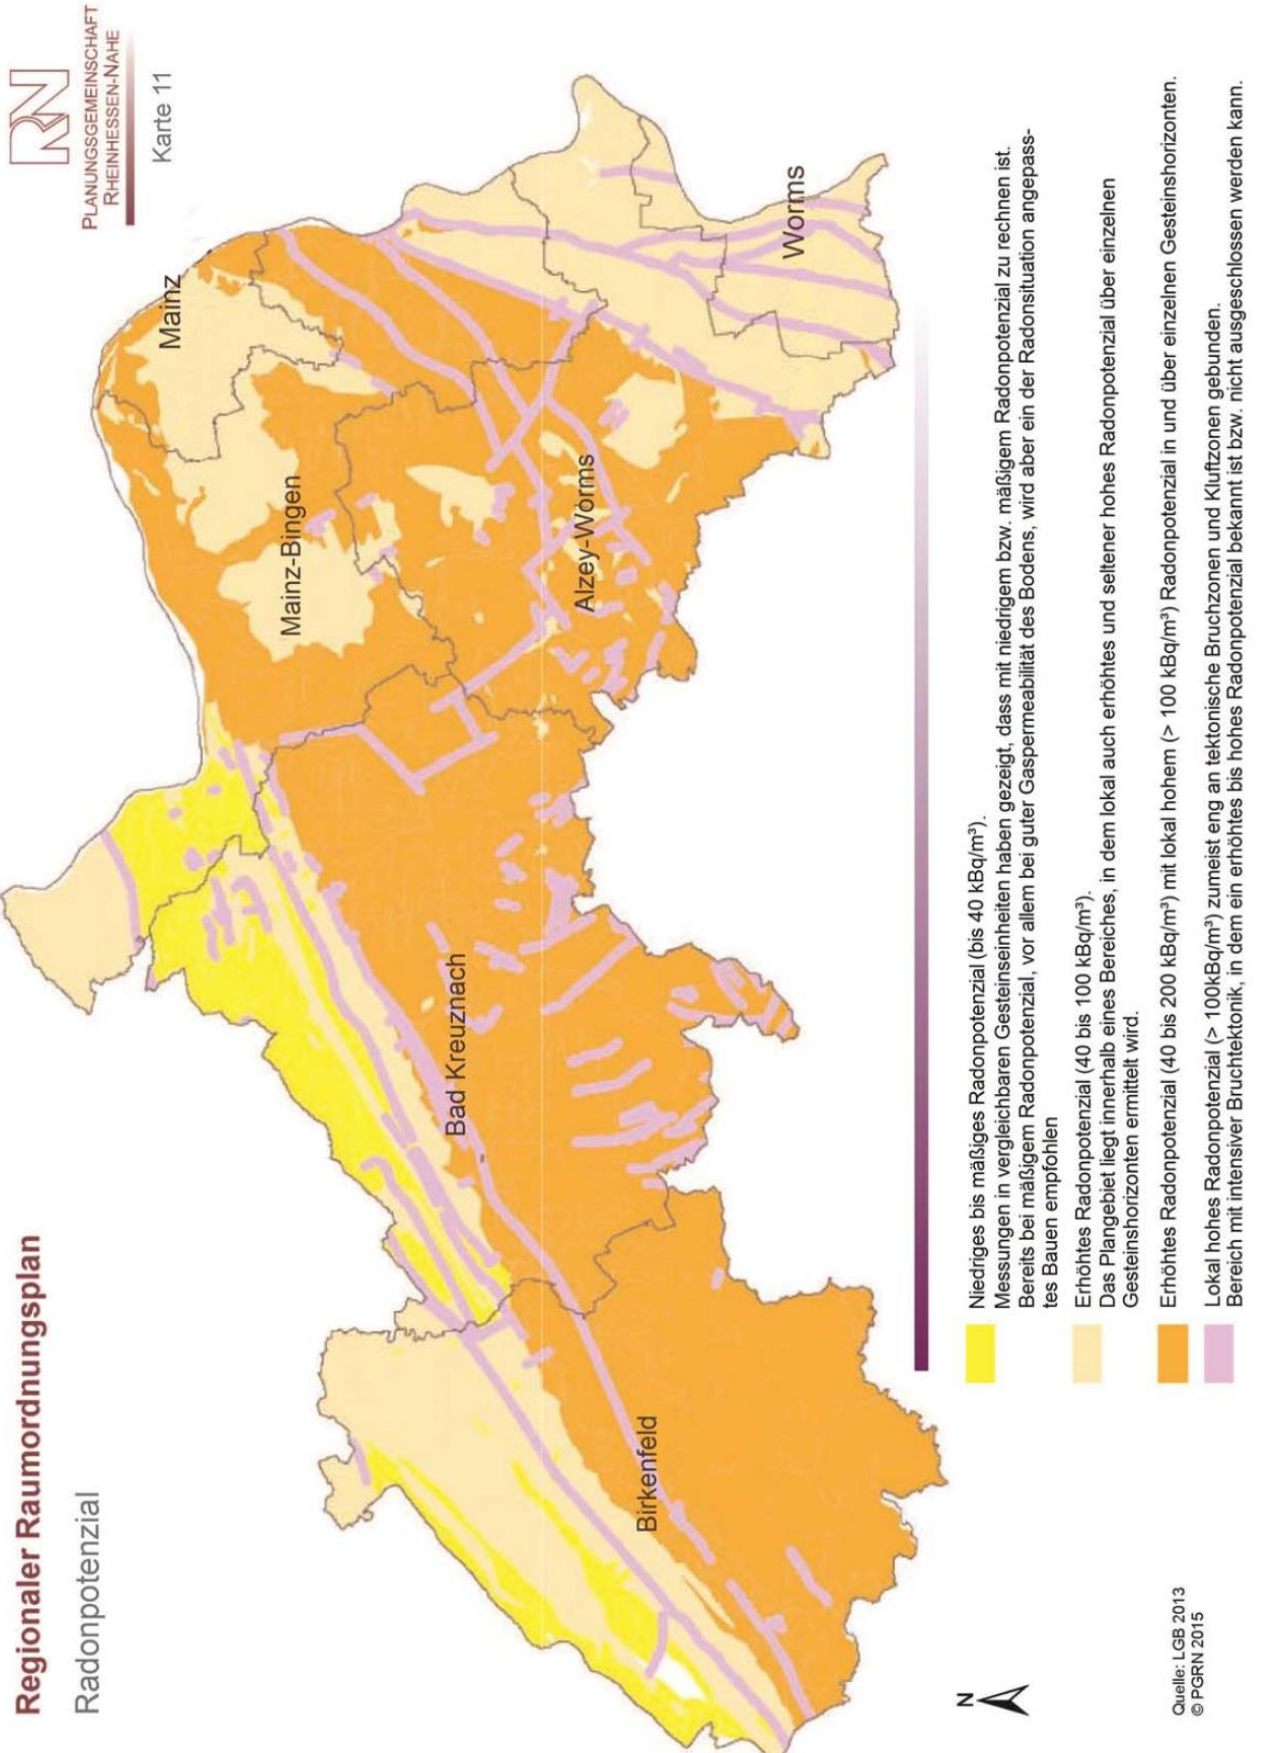 Regionaler Raumordnungsplan
Radonpotenzial
RN
PLANUNGSGEMEINSCHAFT
RHEINHESSEN-NAHE
Karte 11
Mainz
Mainz-Bingen
Alzey-Worms
Worms
Bad Kreuznach
Birkenfeld
N
Niedriges bis mäßiges Radonpotenzial (bis 40 kBq/m³).
Messungen in vergleichbaren Gesteinseinheiten haben gezeigt, dass mit niedrigem bzw. mäßigem Radonpotenzial zu rechnen ist.
Bereits bei mäßigem Radonpotenzial, vor allem bei guter Gaspermeabilität des Bodens, wird aber ein der Radonsituation angepass-
tes Bauen empfohlen
Erhöhtes Radonpotenzial (40 bis 100 kBq/m³).
Das Plangebiet liegt innerhalb eines Bereiches, in dem lokal auch erhöhtes und seltener hohes Radonpotenzial über einzelnen
Gesteinshorizonten ermittelt wird.
Erhöhtes Radonpotenzial (40 bis 200 kBq/m³) mit lokal hohem (> 100 kBq/m³) Radonpotenzial in und über einzelnen Gesteinshorizonten.
Lokal hohes Radonpotenzial (> 100kBq/m³) zumeist eng an tektonische Bruchzonen und Kluftzonen gebunden.
Bereich mit intensiver Bruchtektonik, in dem ein erhöhtes bis hohes Radonpotenzial bekannt ist bzw. nicht ausgeschlossen werden kann.
Quelle: LGB 2013
© PGRN 2015